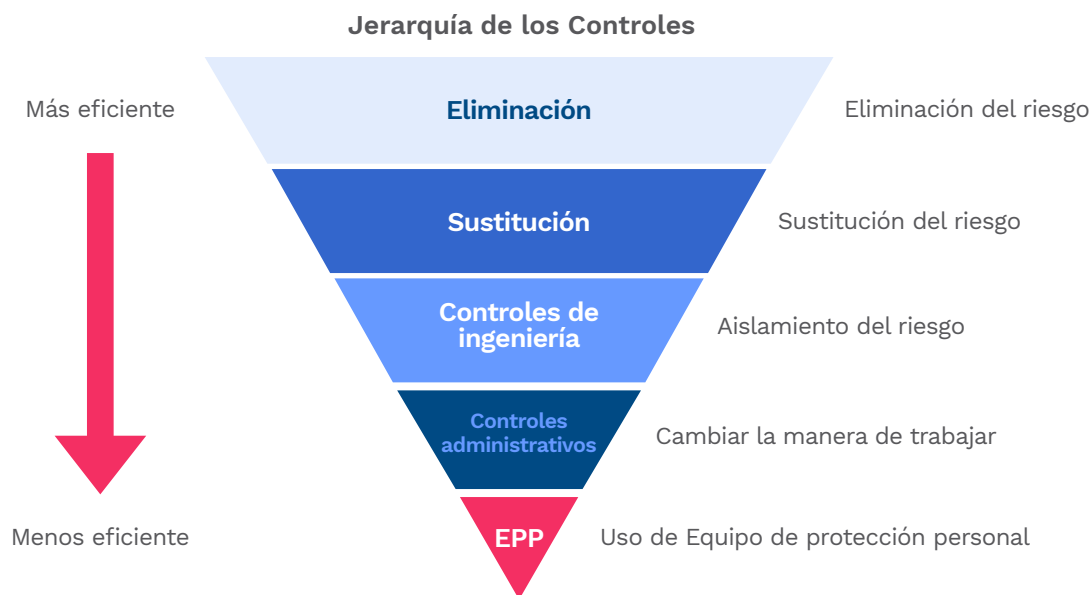 Jerarquía de los Controles
Más eficiente
Eliminación
Eliminación del riesgo
Sustitución
Sustitución del riesgo
Controles de
ingeniería
Aislamiento del riesgo
Controles
administrativos
Cambiar la manera de trabajar
Menos eficiente
EPP
Uso de Equipo de protección personal